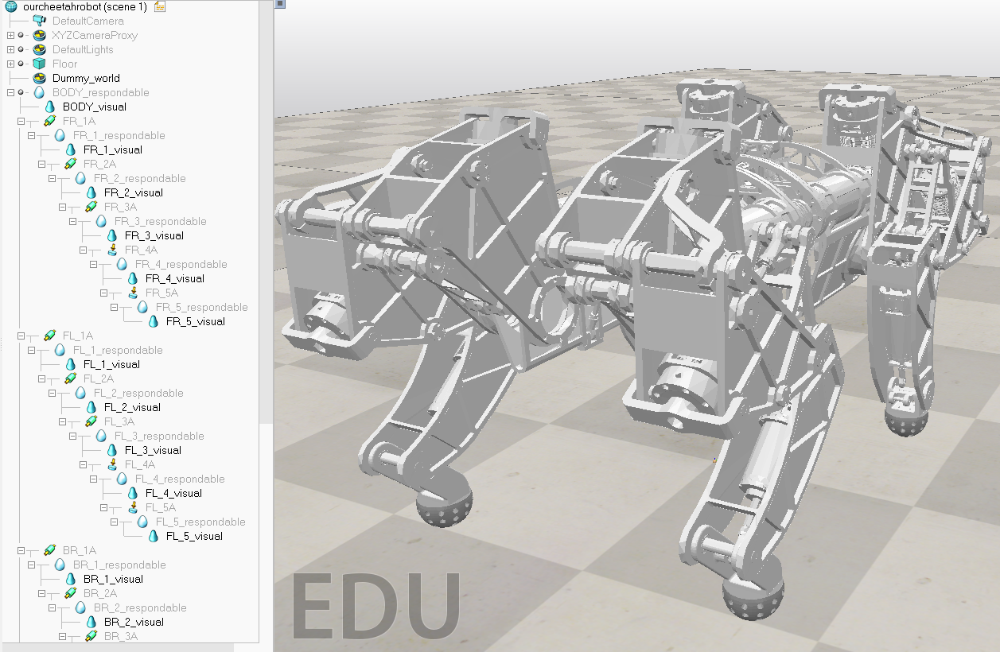 ourcheetahrobot (scene 1)
DefaultCamera
XYZCameraProxy
DefaultLights
Floor
Dummy_world
BODY_respondable
BODY_visual
FR_1A
FR_1_respondable
FR_1_visual
FR_2A
FR_2_respondable
FR_2_visual
FR_3A
FR_3_respondable
FR_3_visual
FR_4A
FR_4_respondable
FR_4_visual
FR_5A
FR_5_respondable
FR_5_visual
FL_1A
FL_1_respondable
FL_1_visual
FL_2A
FL_2_respondable
FL_2_visual
FL_3A
FL_3_respondable
FL_3_visual
FL_4A
FL_4_respondable
FL_4_visual
FL_5A
FL_5_respondable
FL_5_visual
BR_1A
BR_1_respondable
BR_1_visual
BR_2A
BR_2_respondable
BR_2_visual
BR_3A
EDU